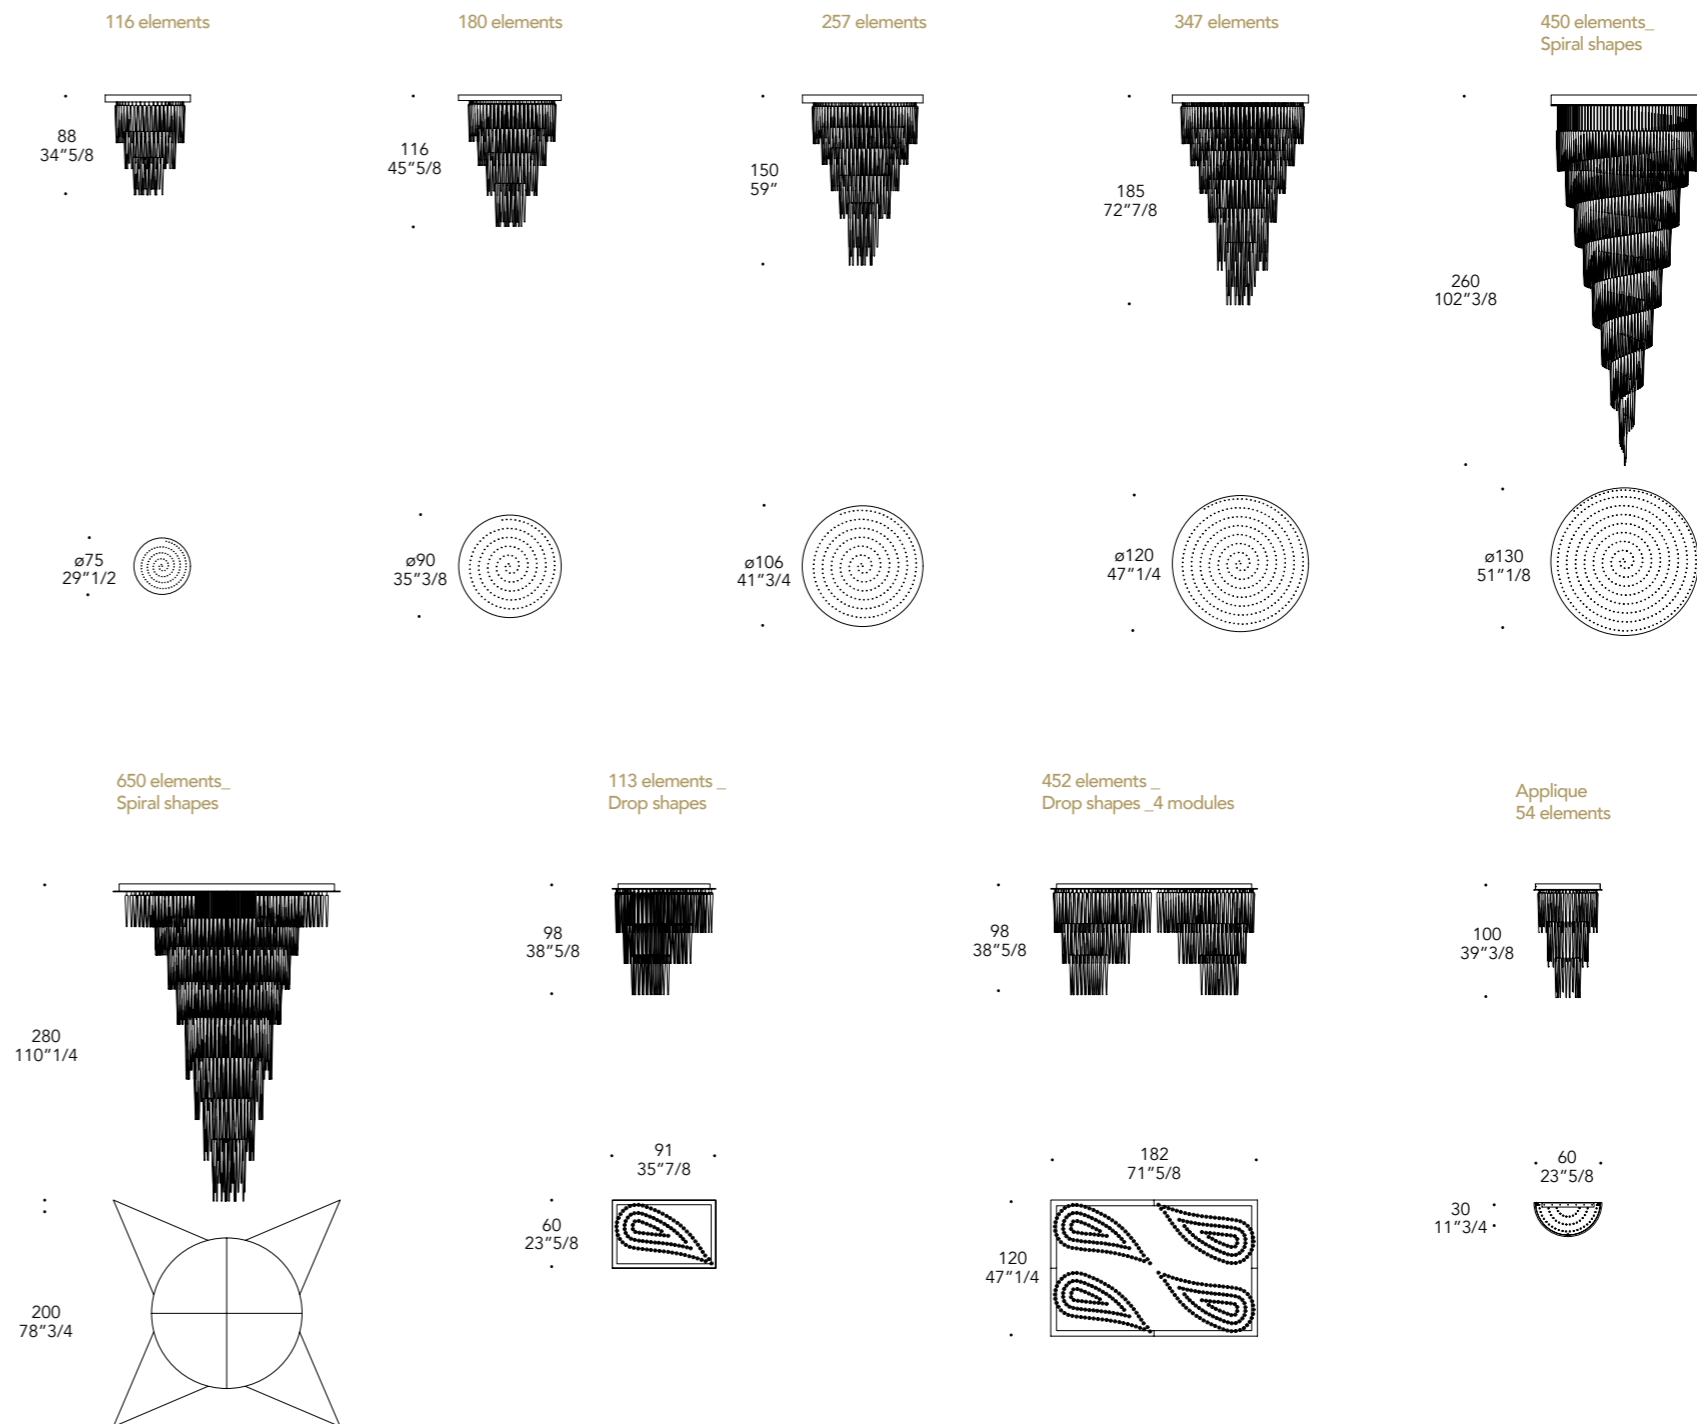 116 elements
180 elements
257 elements
347 elements
450 elements_
Spiral shapes
88
34"5/8
116
45"5/8
150
59"
185
72"7/8
260
102"3/8
ø75
29"1/2
ø90
35"3/8
ø106
41"3/4
ø120
47"1/4
ø130
51"1/8
650 elements_
Spiral shapes
113 elements _
Drop shapes
452 elements _
Drop shapes _4 modules
Applique
54 elements
280
110"1/4
98
38"5/8
98
38"5/8
100
39"3/8
200
78"3/4
91
35"7/8
60
23"5/8
182
71"5/8
120
47"1/4
60
23"5/8
30
11"3/4